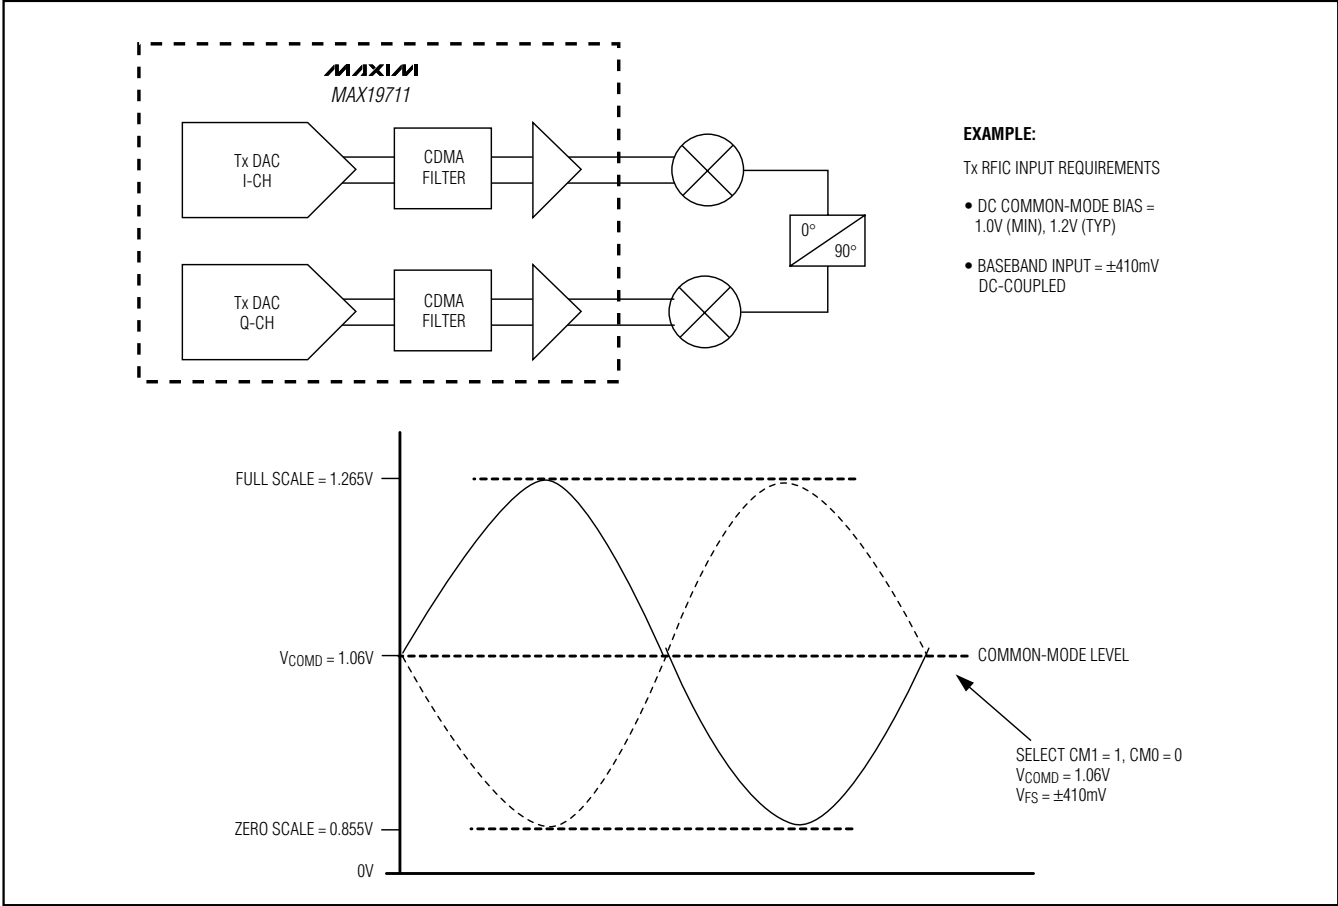 MAXIM
MAX19711
Tx DAC
I-CH
CDMA
FILTER
Tx DAC
Q-CH
CDMA
FILTER
0°
90°
EXAMPLE:
Tx RFIC INPUT REQUIREMENTS
• DC COMMON-MODE BIAS =
1.0V (MIN), 1.2V (TYP)
• BASEBAND INPUT = ±410mV
DC-COUPLED
FULL SCALE = 1.265V
VCOMD = 1.06V
COMMON-MODE LEVEL
SELECT CM1 = 1, CM0 = 0
VCOMD = 1.06V
VFS = ±410mV
ZERO SCALE = 0.855V
0V